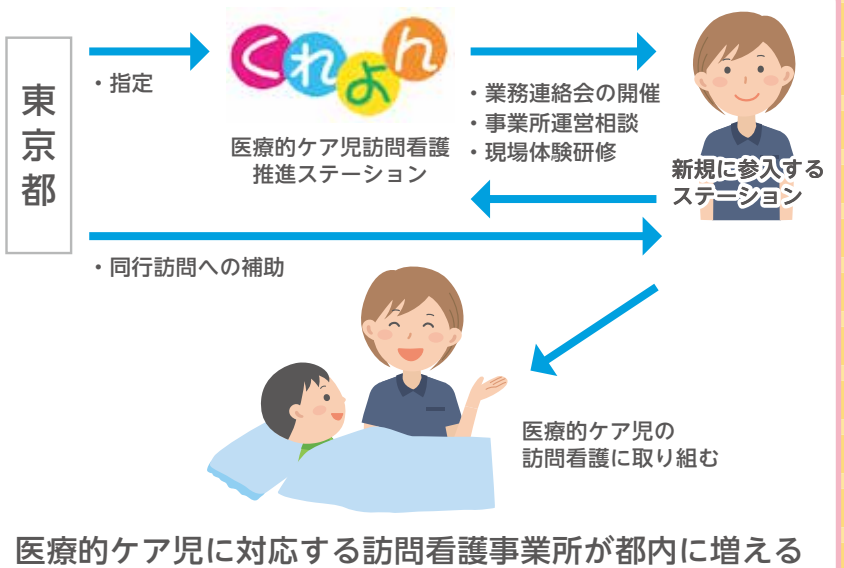 東京都
・指定
くれよん
医療的ケア児訪問看護
推進ステーション
・業務連絡会の開催
・事業所運営相談
・現場体験研修
新規に参入する
ステーション
・同行訪問への補助
医療的ケア児の
訪問看護に取り組む
医療的ケア児に対応する訪問看護事業所が都内に増える